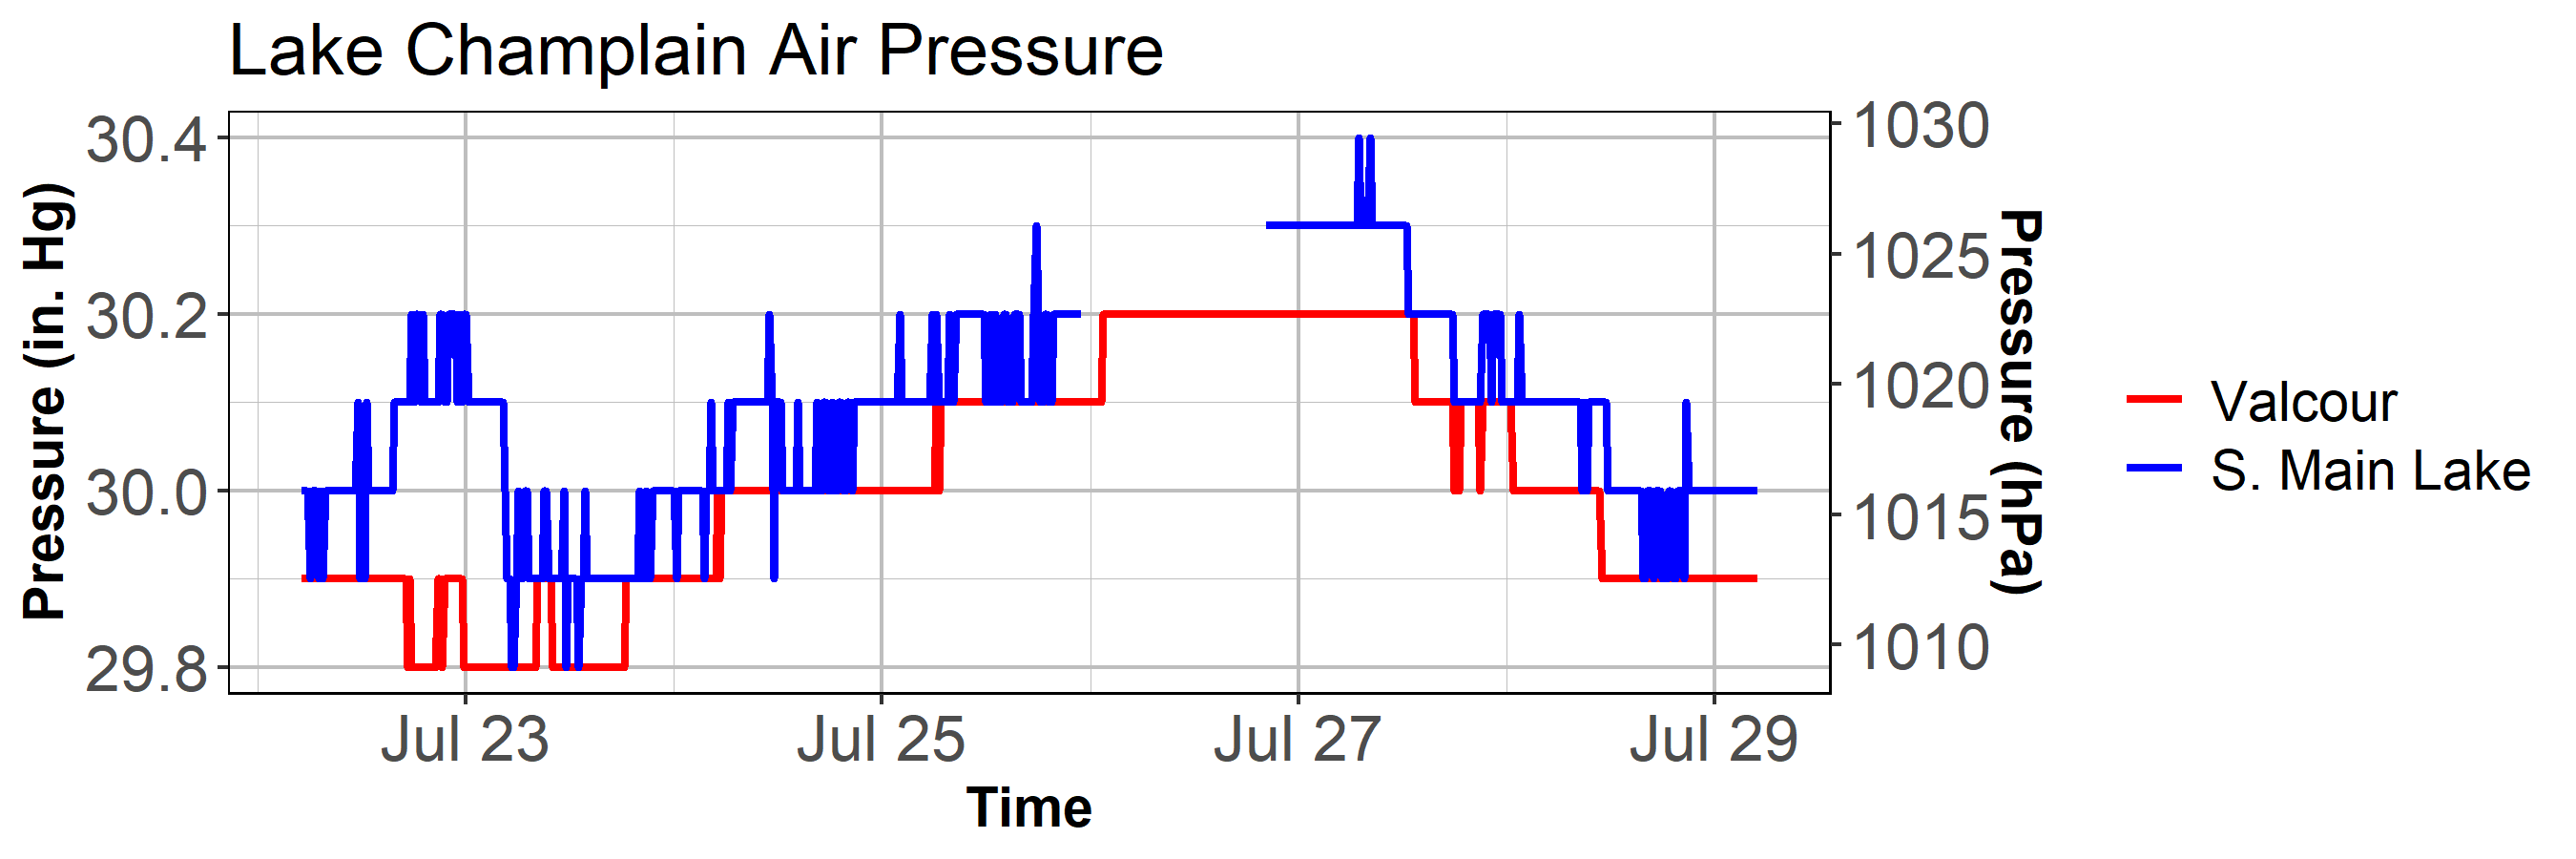 Lake Champlain Air Pressure
Pressure (in. Hg)
30.4
30.2
30.0
29.8
1030
1025
1020
1015
1010
Pressure (hPa)
Jul 23
Jul 25
Jul 27
Jul 29
Time
Valcour
S. Main Lake